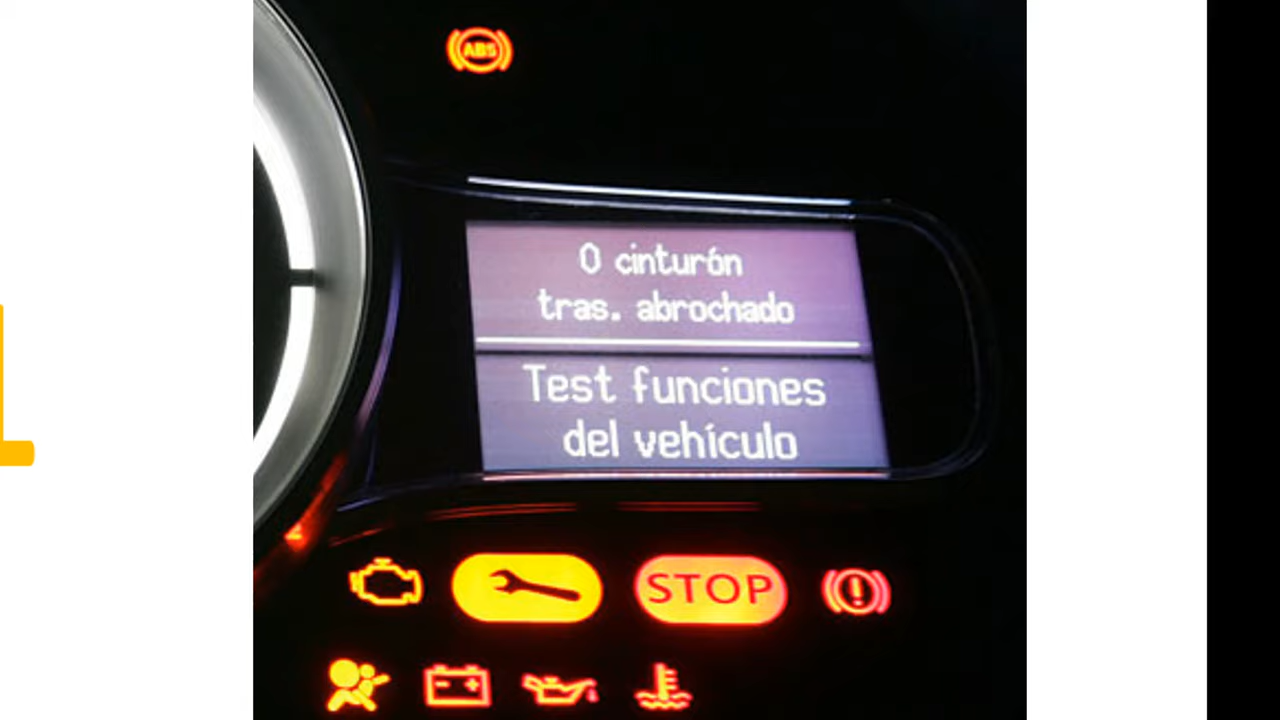 ABS
0 cinturón
tras. abrochado
Test funciones
del vehículo
STOP